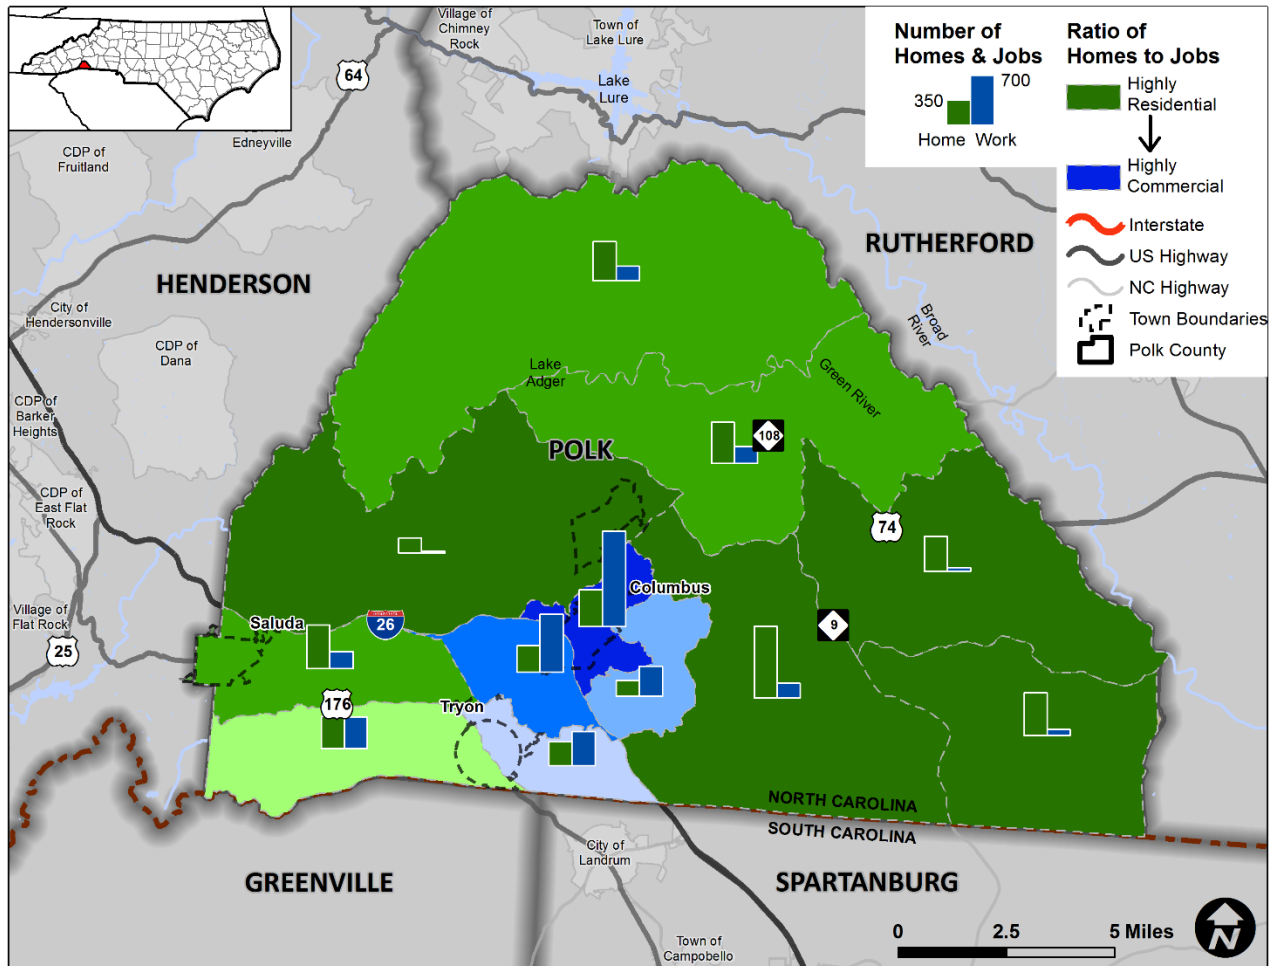 Village of
Chimney
Rock
Town of
Lake Lure
Lake
Lure
64
Edneyville
CDP of
Fruitland
Number of
Homes & Jobs
350
700
Home Work
Ratio of
Homes to Jobs
Highly
Residential
Highly
Commercial
Interstate
US Highway
NC Highway
Town Boundaries
Polk County
HENDERSON
RUTHERFORD
City of
Hendersonville
CDP of
Dana
Broad
River
Lake
Adger
Green River
CDP of
Barker
Heights
POLK
108
CDP of
East Flat
Rock
74
Columbus
Village of
Flat Rock
25
Saluda
26
9
176
Tryon
NORTH CAROLINA
SOUTH CAROLINA
City of
Landrum
GREENVILLE
SPARTANBURG
Town of
Campobello
0 2.5 5 Miles
N